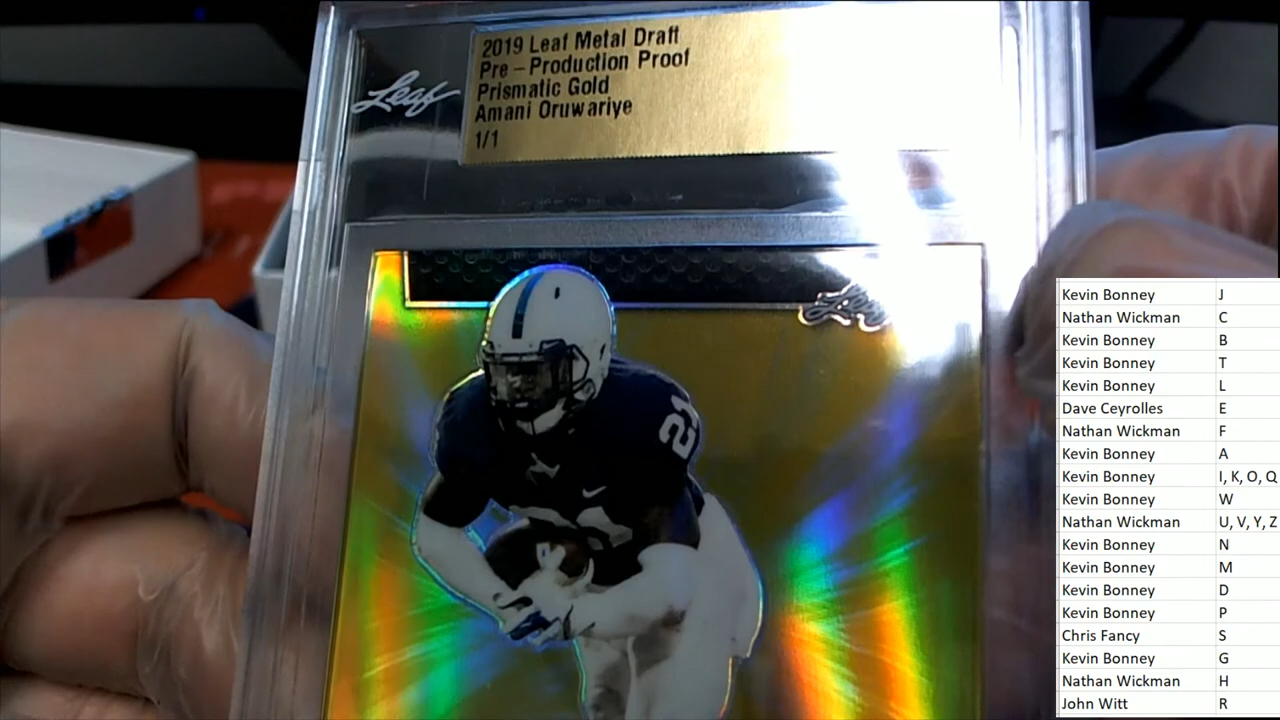 2019 Leaf Metal Draft
Pre-Production Proof
Prismatic Gold
Amani Oruwariye
1/1
Leaf
Leaf
21
Kevin Bonney J
Nathan Wickman C
Kevin Bonney B
Kevin Bonney T
Kevin Bonney L
Dave Ceyrolles E
Nathan Wickman F
Kevin Bonney A
Kevin Bonney I, K, O, Q
Kevin Bonney W
Nathan Wickman U, V, Y, Z
Kevin Bonney N
Kevin Bonney M
Kevin Bonney D
Kevin Bonney P
Chris Fancy S
Kevin Bonney G
Nathan Wickman H
John Witt R